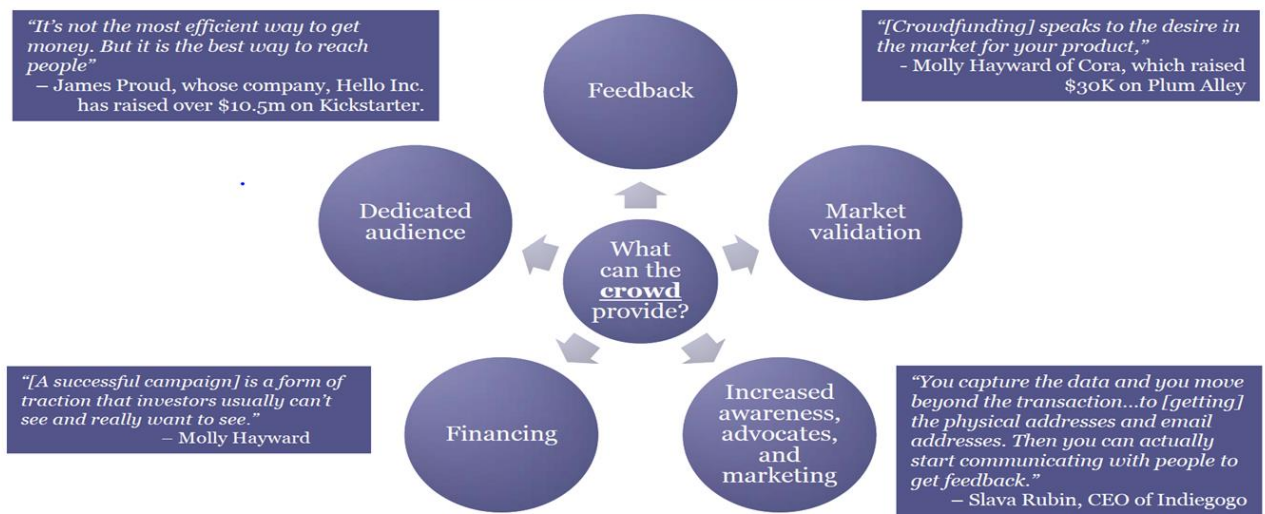 “It’s not the most efficient way to get
money. But it is the best way to reach
people”
– James Proud, whose company, Hello Inc.
has raised over $10.5m on Kickstarter.
Feedback
“[Crowdfunding] speaks to the desire in
the market for your product,”
- Molly Hayward of Cora, which raised
$30K on Plum Alley
Dedicated
audience
What
can the
crowd
provide?
Market
validation
“[A successful campaign] is a form of
traction that investors usually can’t
see and really want to see.”
– Molly Hayward
Financing
Increased
awareness,
advocates,
and
marketing
“You capture the data and you move
beyond the transaction…to [getting]
the physical addresses and email
addresses. Then you can actually
start communicating with people to
get feedback.”
– Slava Rubin, CEO of Indiegogo